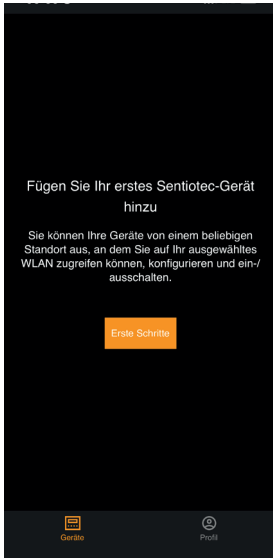 Fügen Sie Ihr erstes Sentiotec-Gerät
hinzu
Sie können Ihre Geräte von einem beliebigen
Standort aus, an dem Sie auf Ihr ausgewähltes
WLAN zugreifen können, konfigurieren und ein-/
ausschalten.
Erste Schritte
Geräte
Profil